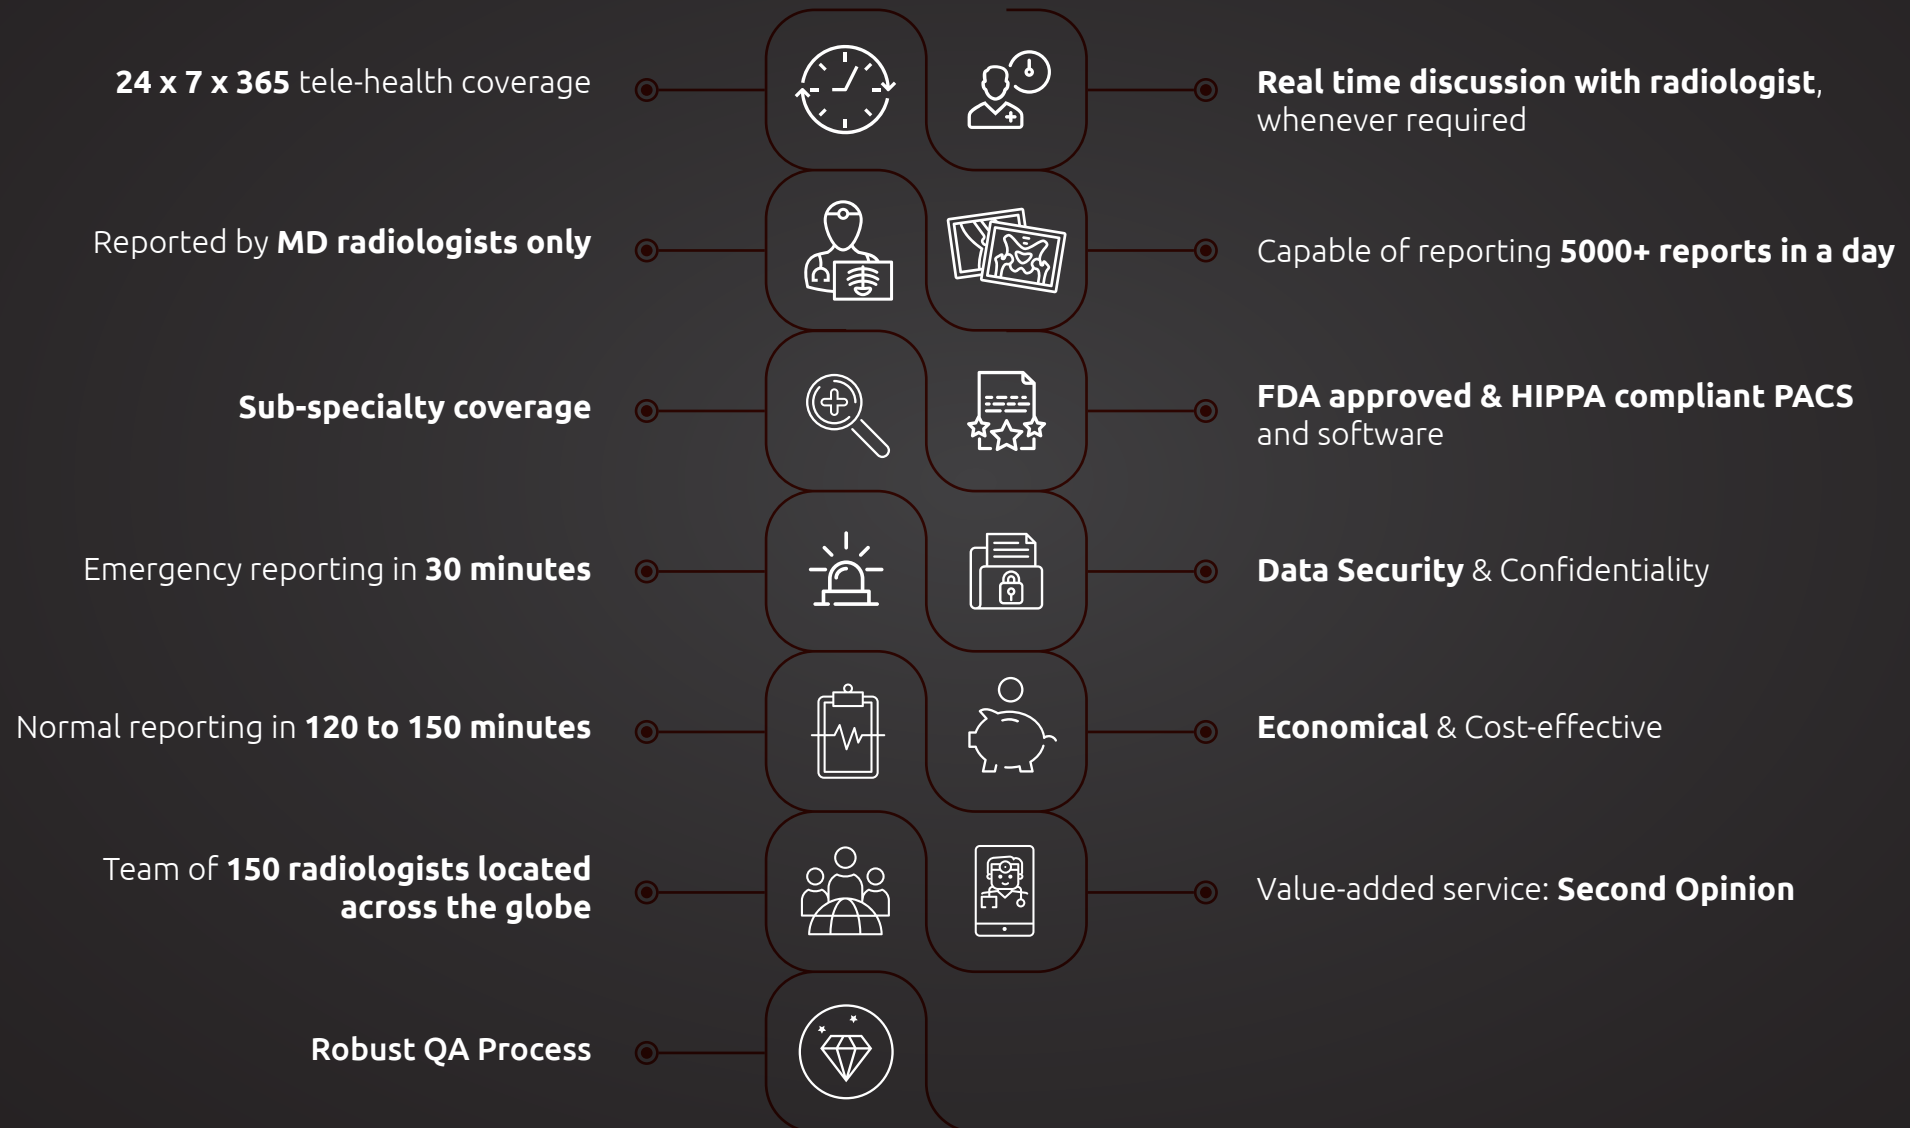 24 x 7 x 365 tele-health coverage
Real time discussion with radiologist,
whenever required
Reported by MD radiologists only
Capable of reporting 5000+ reports in a day
Sub-specialty coverage
FDA approved & HIPPA compliant PACS
and software
Emergency reporting in 30 minutes
Data Security & Confidentiality
Normal reporting in 120 to 150 minutes
Economical & Cost-effective
Team of 150 radiologists located
across the globe
Value-added service: Second Opinion
Robust QA Process